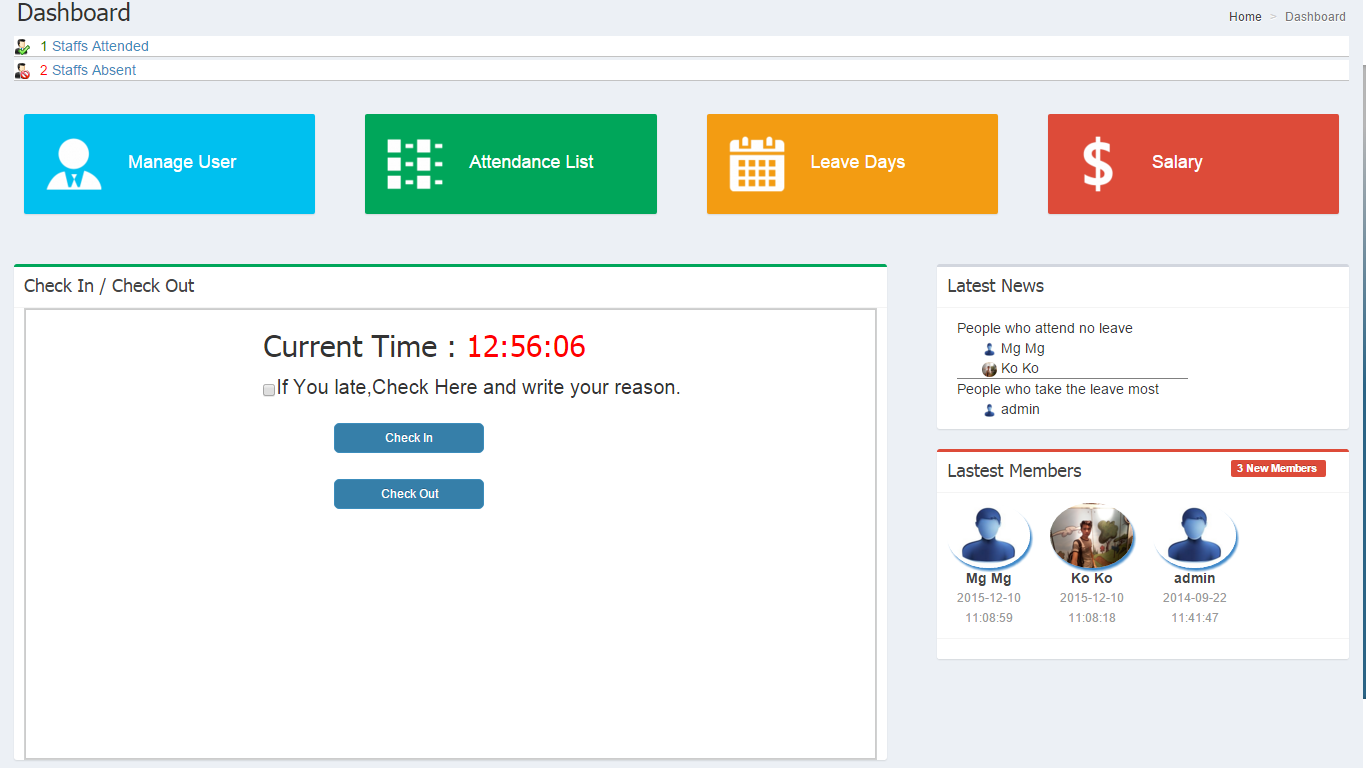 Dashboard
Home > Dashboard
1 Staffs Attended
2 Staffs Absent
Manage User
Attendance List
Leave Days
Salary
Check In / Check Out
Current Time : 12:56:06
If You late,Check Here and write your reason.
Check In
Check Out
Latest News
People who attend no leave
Mg Mg
Ko Ko
People who take the leave most
admin
Lastest Members
3 New Members
Mg Mg
2015-12-10
11:08:59
Ko Ko
2015-12-10
11:08:18
admin
2014-09-22
11:41:47